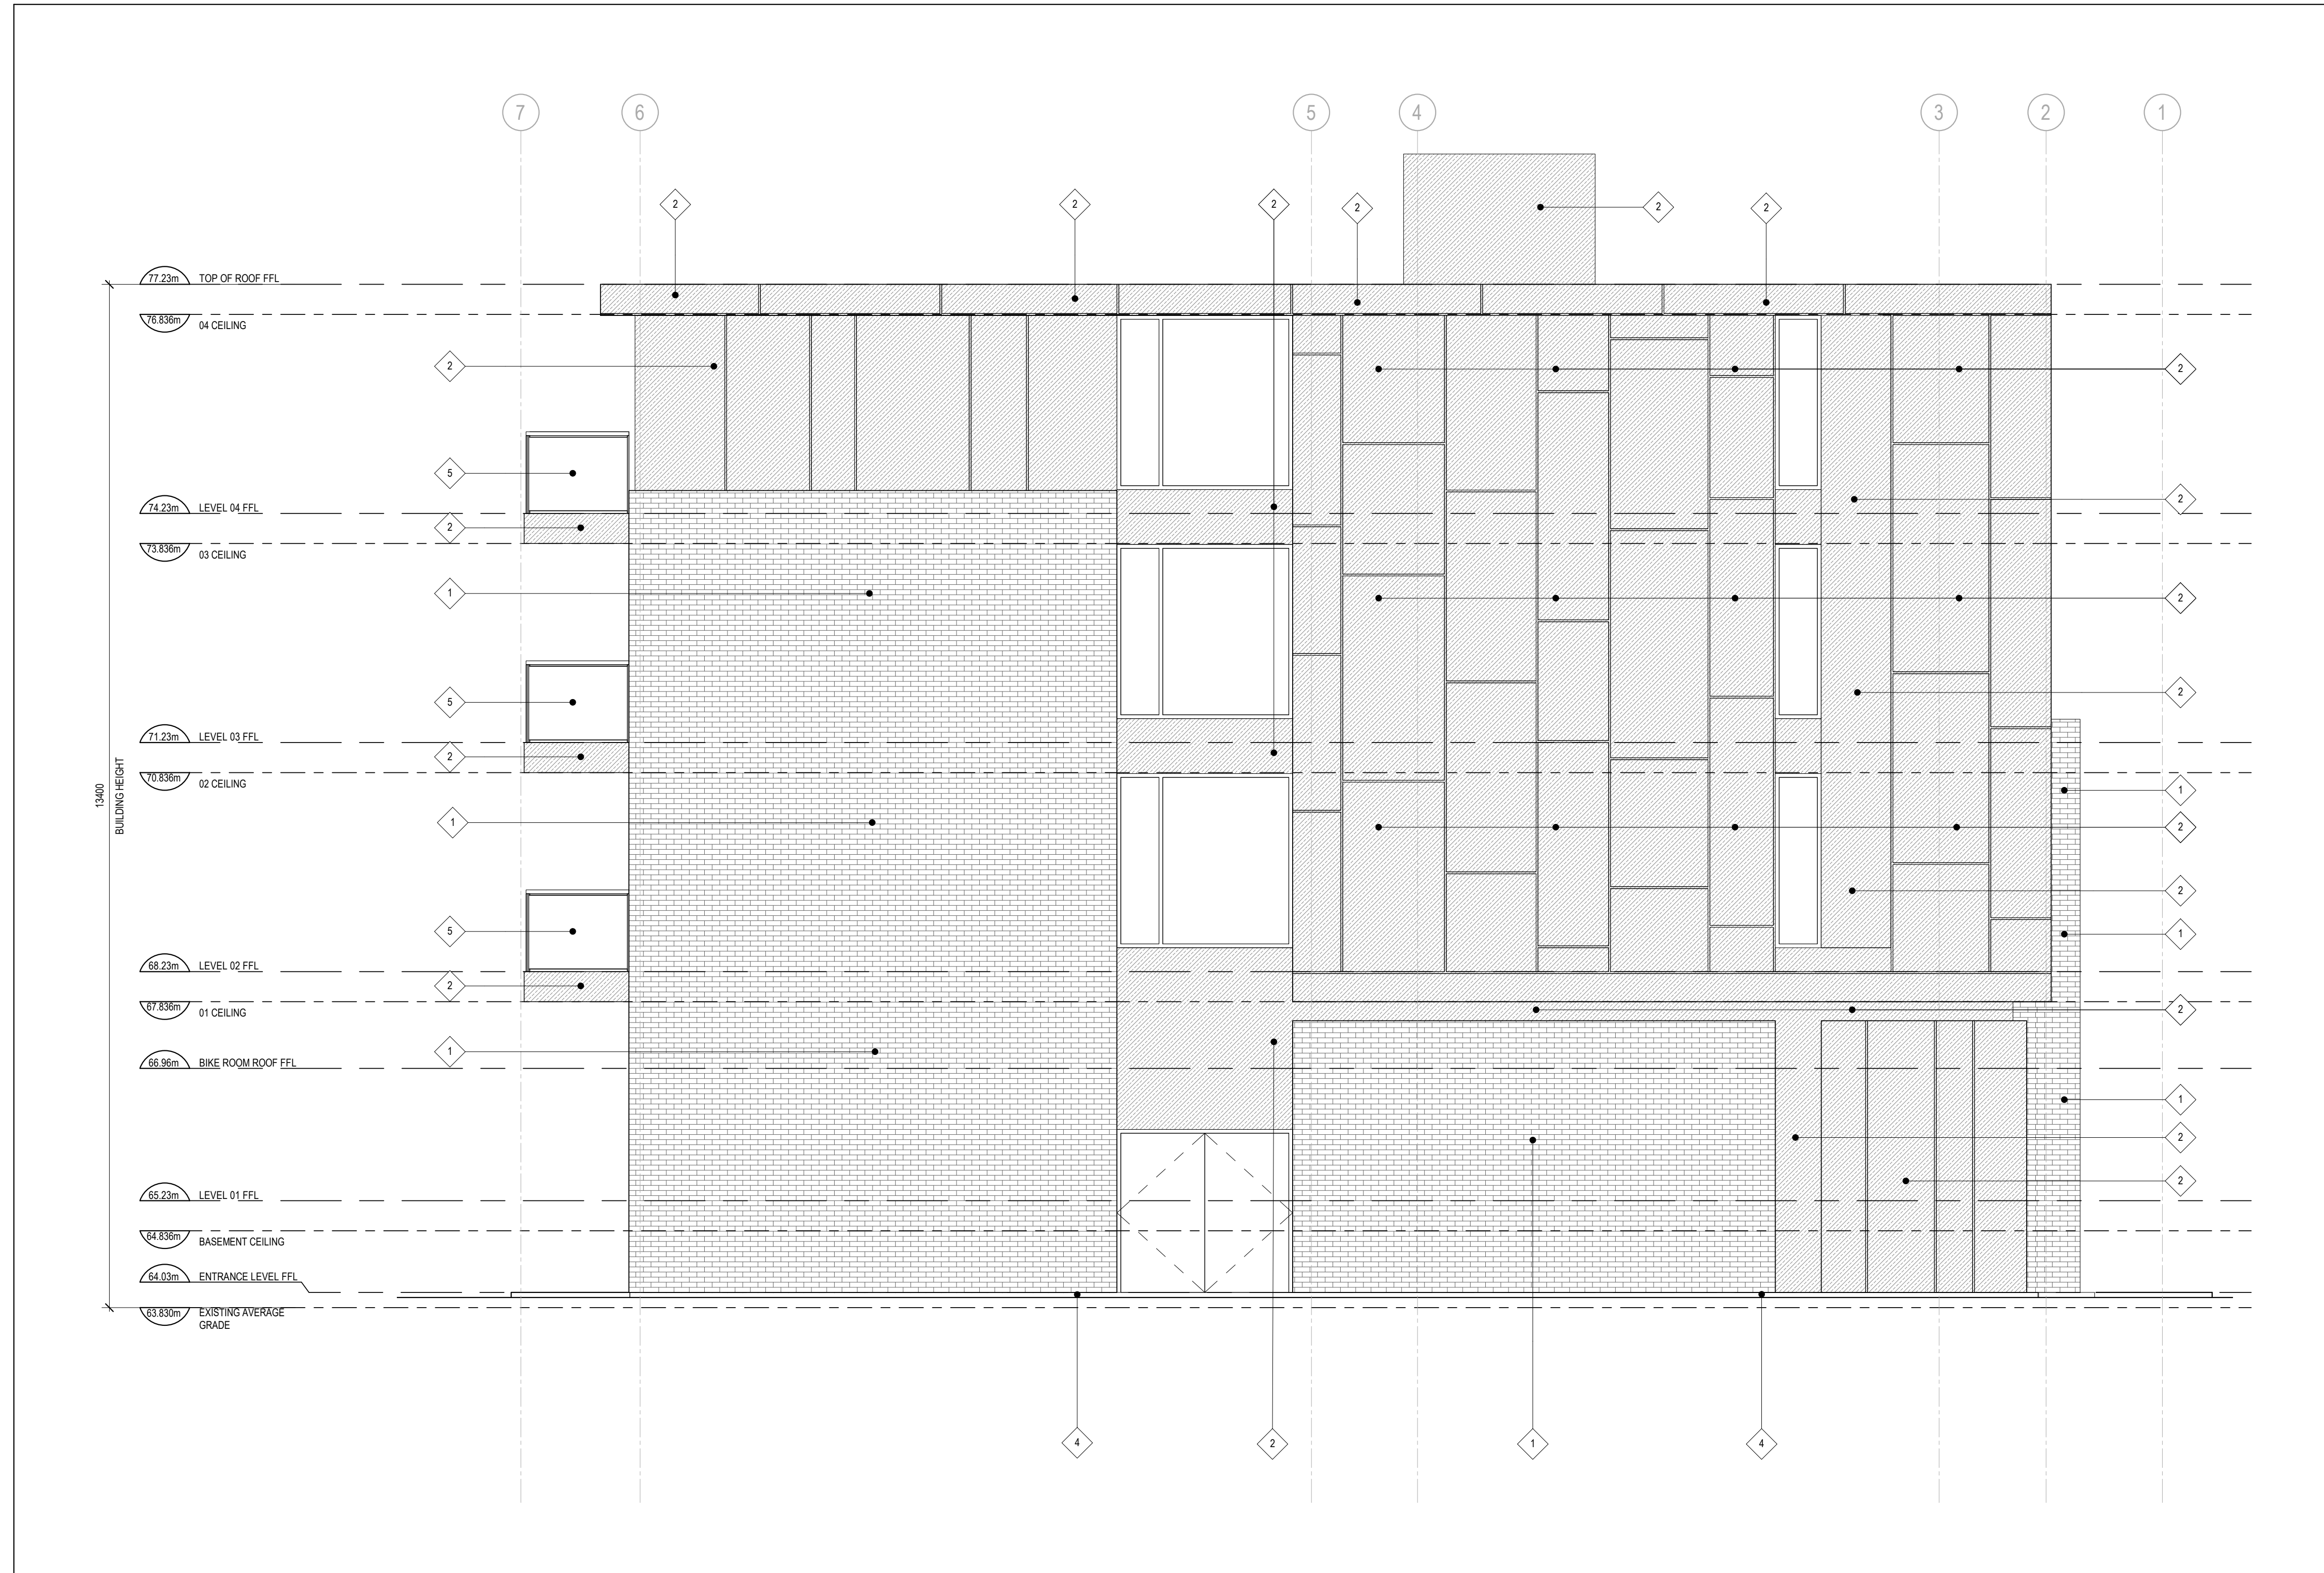 7
6
5
4
3
2
1
2
2
2
2
2
2
77.23m TOP OF ROOF FFL
76.836m 04 CEILING
2
2
5
74.23m LEVEL 04 FFL
2
2
73.836m 03 CEILING
1
2
5
2
71.23m LEVEL 03 FFL
2
70.836m 02 CEILING
1
13400
BUILDING HEIGHT
1
2
2
5
1
68.23m LEVEL 02 FFL
2
67.836m 01 CEILING
2
1
66.96m BIKE ROOM ROOF FFL
1
2
2
65.23m LEVEL 01 FFL
64.836m BASEMENT CEILING
64.03m ENTRANCE LEVEL FFL
63.830m EXISTING AVERAGE
GRADE
4
2
1
4